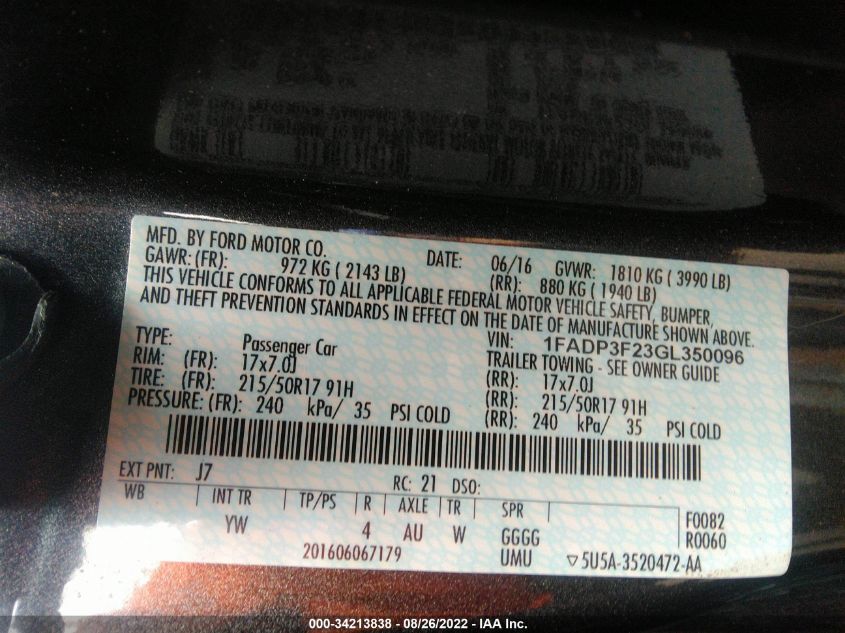 MFD. BY FORD MOTOR CO. DATE: 06/16 GVWR: 1810 KG ( 3990 LB)
GAWR: (FR): 972 KG ( 2143 LB) (RR): 880 KG ( 1940 LB)
THIS VEHICLE CONFORMS TO ALL APPLICABLE FEDERAL MOTOR VEHICLE SAFETY, BUMPER,
AND THEFT PREVENTION STANDARDS IN EFFECT ON THE DATE OF MANUFACTURE SHOWN ABOVE.
VIN: 1FADP3F23GL350096
TYPE: Passenger Car TRAILER TOWING - SEE OWNER GUIDE
RIM: (FR): 17x7.0J (RR): 17x7.0J
TIRE: (FR): 215/50R17 91H (RR): 215/50R17 91H
PRESSURE: (FR): 240 kPa/ 35 PSI COLD (RR): 240 kPa/ 35 PSI COLD
EXT PNT: J7 RC: 21 DSO:
WB INT TR TP/PS R AXLE TR SPR F0082
YW 4 AU W GGGG R0060
201606067179 UMU ▽5U5A-3520472-AA
000-34213838 - 08/26/2022 - IAA Inc.